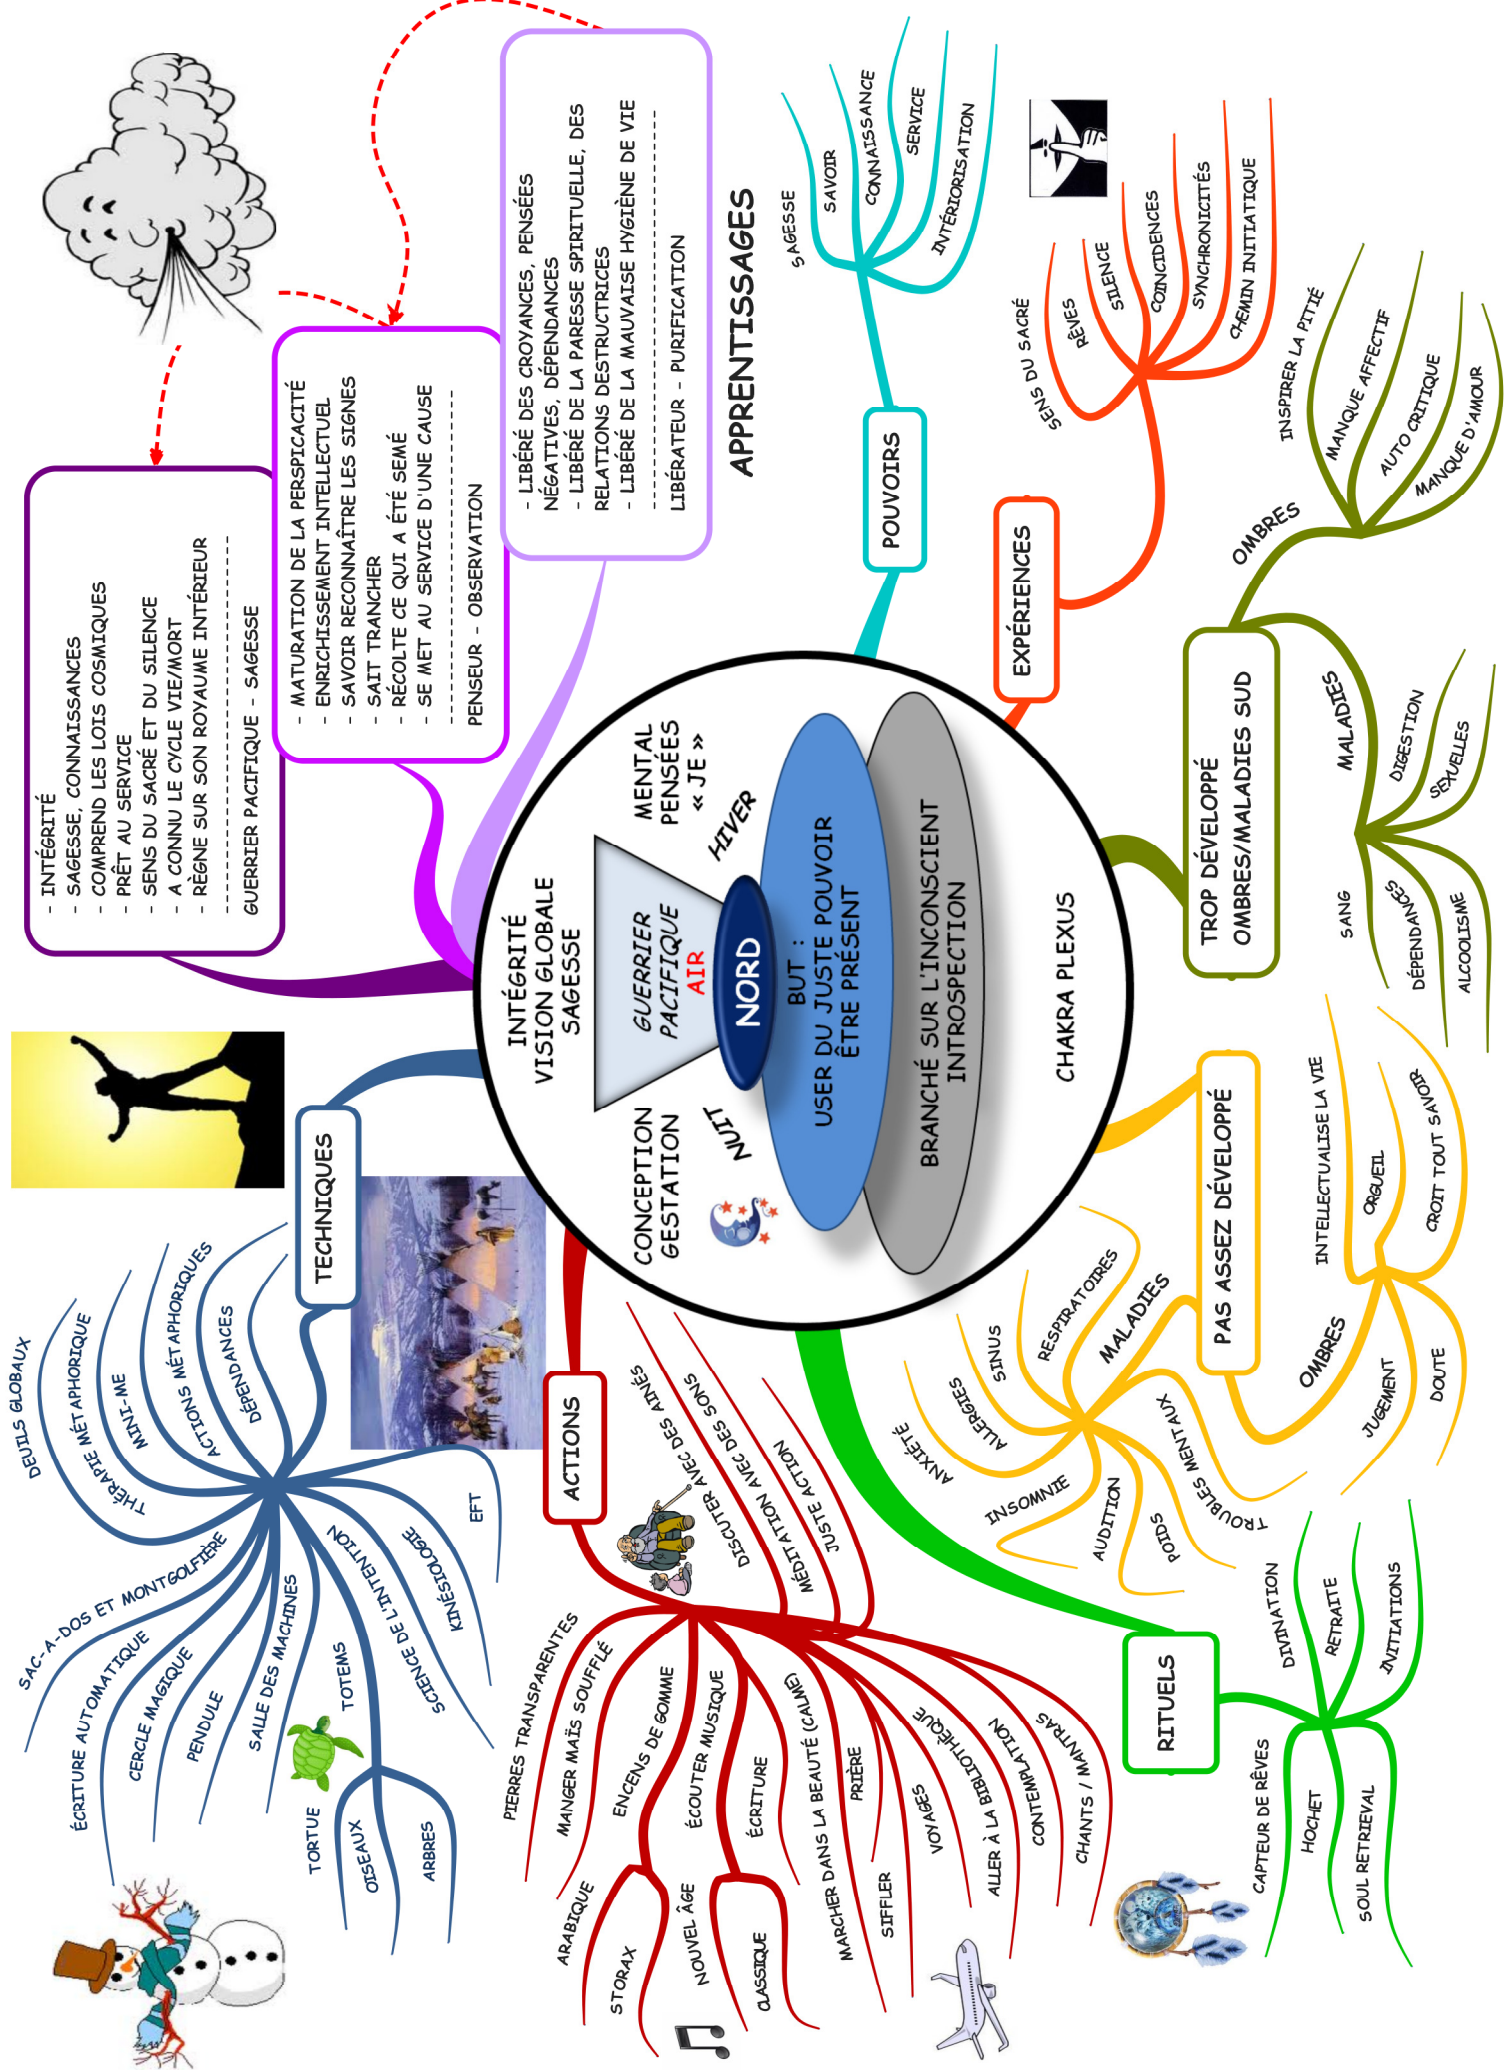 - INTÉGRITÉ
- SAGESSE, CONNAISSANCES
- COMPREND LES LOIS COSMIQUES
- PRÊT AU SERVICE
- SENS DU SACRÉ ET DU SILENCE
- A CONNU LE CYCLE VIE/MORT
- RÈGNE SUR SON ROYAUME INTÉRIEUR
--------------------------------
GUERRIER PACIFIQUE - SAGESSE
- MATURATION DE LA PERSPICACITÉ
- ENRICHISSEMENT INTELLECTUEL
- SAVOIR RECONNAÎTRE LES SIGNES
- SAIT TRANCHER
- RÉCOLTE CE QUI A ÉTÉ SEMÉ
- SE MET AU SERVICE D'UNE CAUSE
--------------------------------
PENSEUR - OBSERVATION
- LIBÉRÉ DES CROYANCES, PENSÉES
NÉGATIVES, DÉPENDANCES
- LIBÉRÉ DE LA PARESSE SPIRITUELLE, DES
RELATIONS DESTRUCTRICES
- LIBÉRÉ DE LA MAUVAISE HYGIÈNE DE VIE
--------------------------------
LIBÉRATEUR - PURIFICATION
APPRENTISSAGES
POUVOIRS
SAGESSE
SAVOIR
CONNAISSANCE
SERVICE
INTÉRIORISATION
EXPÉRIENCES
SENS DU SACRÉ
RÊVES
SILENCE
COINCIDENCES
SYNCHRONICITÉS
CHEMIN INITIATIQUE
TROP DÉVELOPPÉ
OMBRES/MALADIES SUD
OMBRES
INSPIRER LA PITIÉ
MANQUE AFFECTIF
AUTO CRITIQUE
MANQUE D'AMOUR
MALADIES
DIGESTION
SEXUELLES
SANG
DÉPENDANCES
ALCOOLISME
INTÉGRITÉ
VISION GLOBALE
SAGESSE
CONCEPTION
GESTATION
MENTAL
PENSÉES
« JE »
GUERRIER
PACIFIQUE
AIR
NUIT
HIVER
NORD
BUT :
USER DU JUSTE POUVOIR
ÊTRE PRÉSENT
BRANCHÉ SUR L'INCONSCIENT
INTROSPECTION
CHAKRA PLEXUS
PAS ASSEZ DÉVELOPPÉ
OMBRES
INTELLECTUALISE LA VIE
ORGUEIL
CROIT TOUT SAVOIR
JUGEMENT
DOUTE
MALADIES
RESPIRATOIRES
SINUS
ALLERGIES
ANXIÉTÉ
INSOMNIE
AUDITION
POIDS
TROUBLES MENTAUX
RITUELS
DIVINATION
RETRAITE
INITIATIONS
CAPTEUR DE RÊVES
HOCHET
SOUL RETRIEVAL
ACTIONS
DISCUTER AVEC DES AINÉS
MÉDITATION AVEC DES SONS
JUSTE ACTION
PIERRES TRANSPARENTES
MANGER MAÏS SOUFFLÉ
ENCENS DE GOMME
ARABIQUE
STORAX
ÉCOUTER MUSIQUE
NOUVEL ÂGE
CLASSIQUE
ÉCRITURE
MARCHER DANS LA BEAUTÉ (CALME)
PRIÈRE
SIFFLER
VOYAGES
ALLER À LA BIBLIOTHÈQUE
CONTEMPLATION
CHANTS / MANTRAS
TECHNIQUES
DEUILS GLOBAUX
THÉRAPIE MÉTAPHORIQUE
MINI-ME
ACTIONS MÉTAPHORIQUES
DÉPENDANCES
SAC-A-DOS ET MONTGOLFIÈRE
ÉCRITURE AUTOMATIQUE
CERCLE MAGIQUE
PENDULE
SALLE DES MACHINES
TOTEMS
TORTUE
OISEAUX
ARBRES
SCIENCE DE L'INTENTION
KINÉSIOLOGIE
EFT